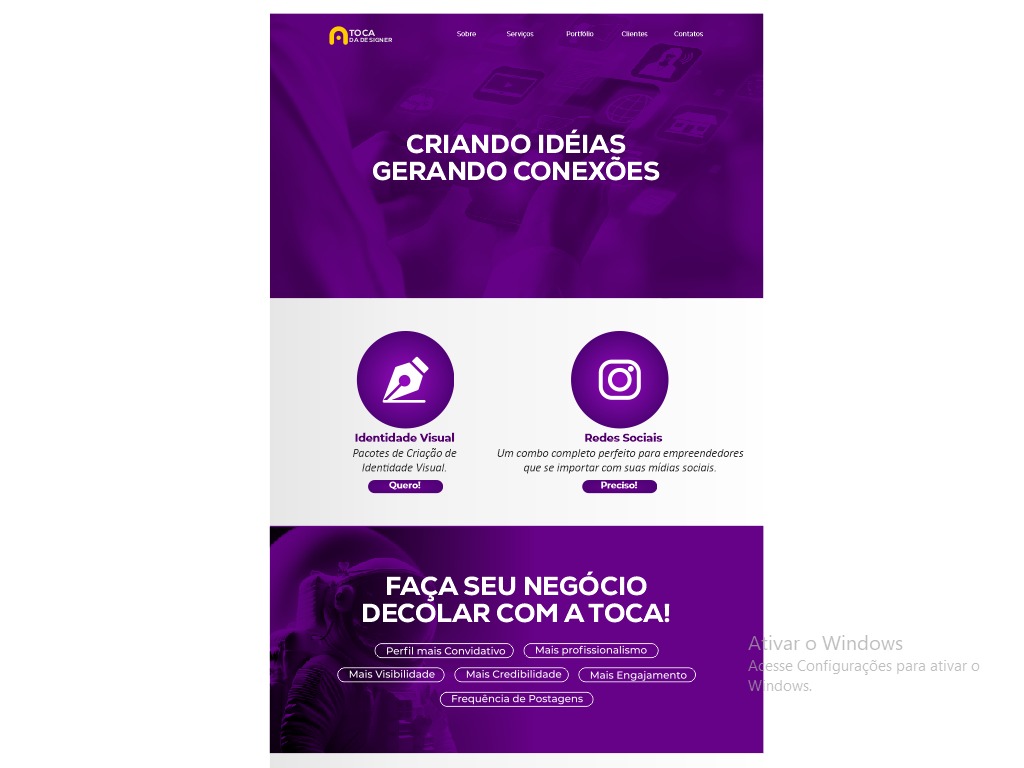 TOCA
DA DESIGNER
Sobre Serviços Portfólio Clientes Contatos
CRIANDO IDÉIAS
GERANDO CONEXÕES
Identidade Visual
Pacotes de Criação de
Identidade Visual.
Quero!
Redes Sociais
Um combo completo perfeito para empreendedores
que se importar com suas mídias sociais.
Preciso!
FAÇA SEU NEGÓCIO
DECOLAR COM A TOCA!
Perfil mais Convidativo Mais profissionalismo
Mais Visibilidade Mais Credibilidade Mais Engajamento
Frequência de Postagens
Ativar o Windows
Acesse Configurações para ativar o
Windows.